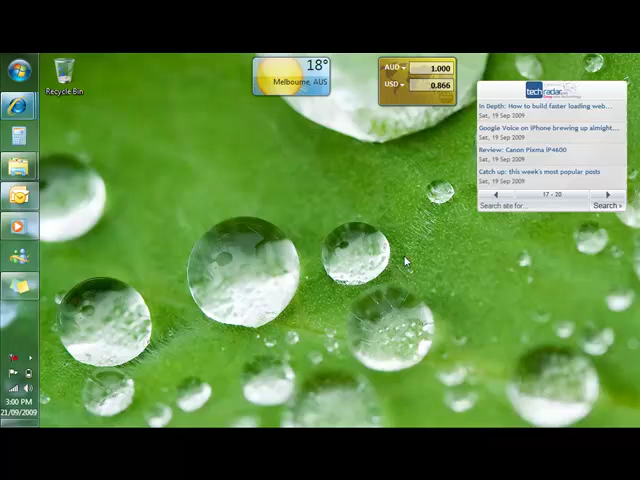 Recycle Bin
18°
Melbourne, AUS
AUD 1.000
USD 0.866
techradar.com
In Depth: How to build faster loading web...
Sat, 19 Sep 2009
Google Voice on iPhone brewing up almight...
Sat, 19 Sep 2009
Review: Canon Pixma iP4600
Sat, 19 Sep 2009
Catch up: this week's most popular posts
Sat, 19 Sep 2009
17 - 20
Search site for...
Search »
3:00 PM
21/09/2009